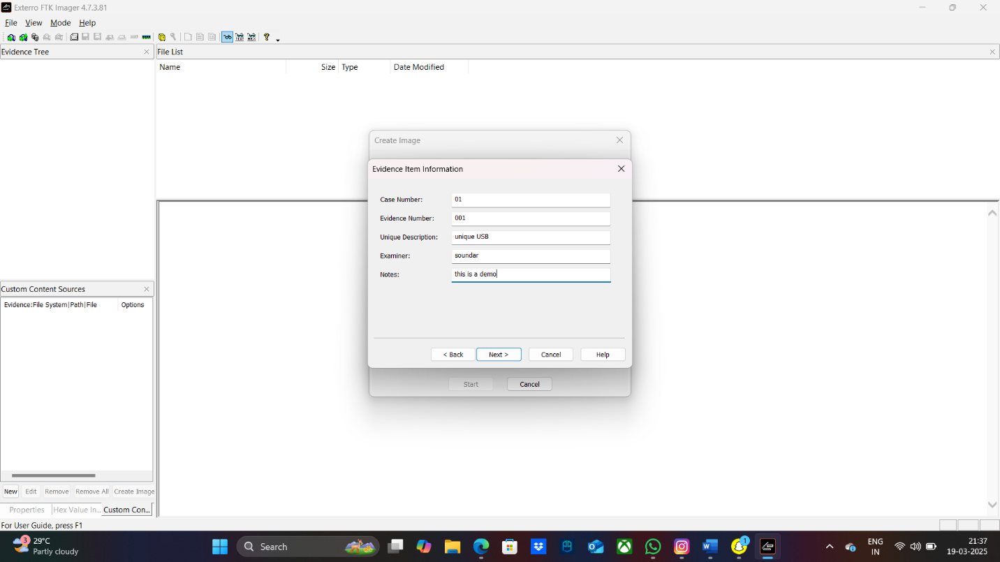 Exterro FTK Imager 4.7.3.81
File View Mode Help
Evidence Tree
File List
Name Size Type Date Modified
Create Image
Evidence Item Information
Case Number: 01
Evidence Number: 001
Unique Description: unique USB
Examiner: soundar
Notes: this is a demo
< Back Next > Cancel Help
Start Cancel
Custom Content Sources
Evidence:File System|Path|File Options
New Edit Remove Remove All Create Image
Properties Hex Value In... Custom Con...
For User Guide, press F1
3 29°C
Partly cloudy
Search
1
ENG
IN
21:37
19-03-2025